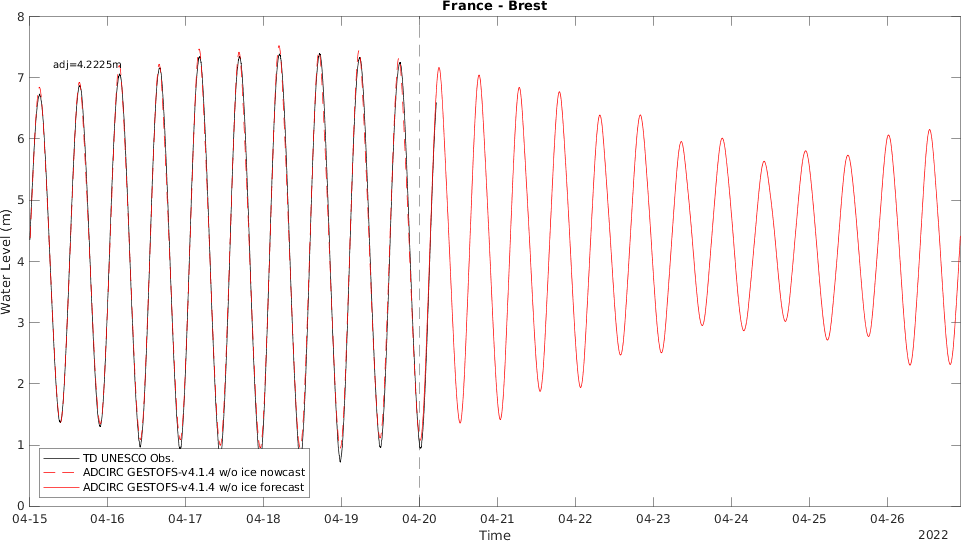 France - Brest
8
7
6
5
4
3
2
1
0
Water Level (m)
adj=4.2225m
TD UNESCO Obs.
ADCIRC GESTOFS-v4.1.4 w/o ice nowcast
ADCIRC GESTOFS-v4.1.4 w/o ice forecast
04-15 04-16 04-17 04-18 04-19 04-20 04-21 04-22 04-23 04-24 04-25 04-26
Time
2022